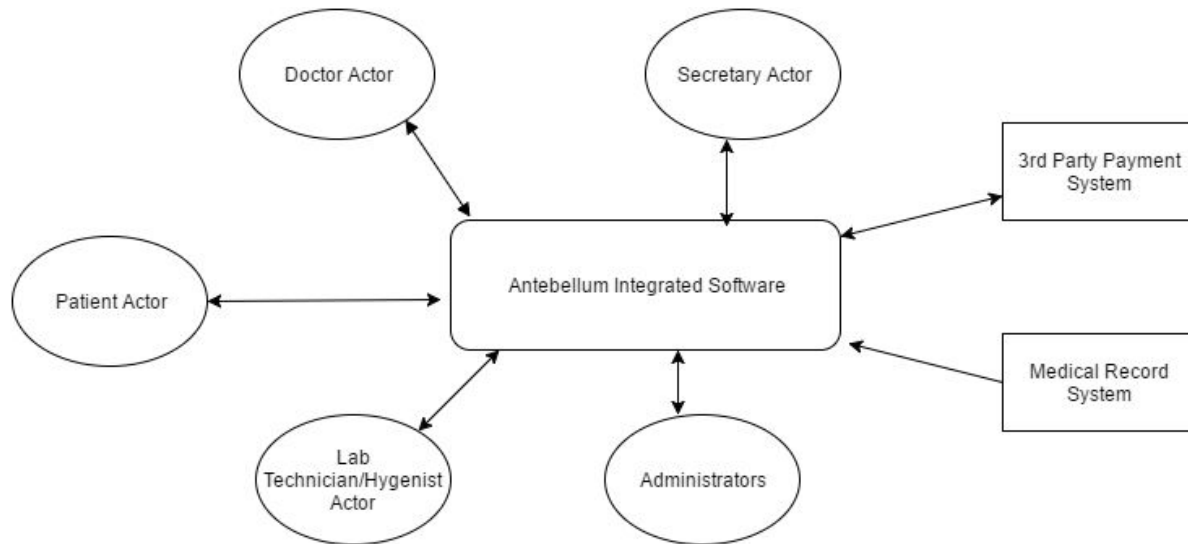 Doctor Actor
Secretary Actor
3rd Party Payment
System
Antebellum Integrated Software
Patient Actor
Medical Record
System
Lab
Technician/Hygenist
Actor
Administrators